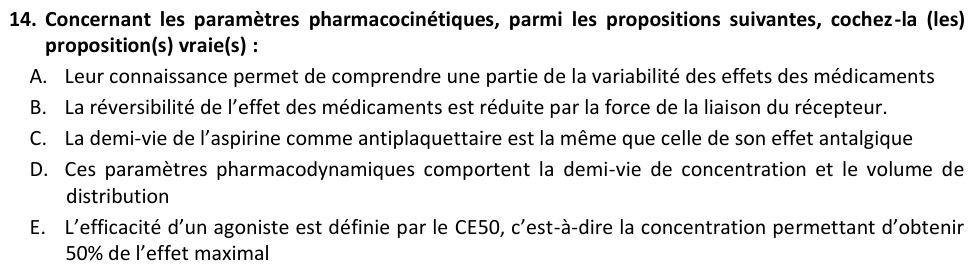 14. Concernant les paramètres pharmacocinétiques, parmi les propositions suivantes, cochez-la (les)
proposition(s) vraie(s) :
A. Leur connaissance permet de comprendre une partie de la variabilité des effets des médicaments
B. La réversibilité de l'effet des médicaments est réduite par la force de la liaison du récepteur.
C. La demi-vie de l'aspirine comme antiplaquettaire est la même que celle de son effet antalgique
D. Ces paramètres pharmacodynamiques comportent la demi-vie de concentration et le volume de
distribution
E. L'efficacité d'un agoniste est définie par le CE50, c'est-à-dire la concentration permettant d'obtenir
50% de l'effet maximal